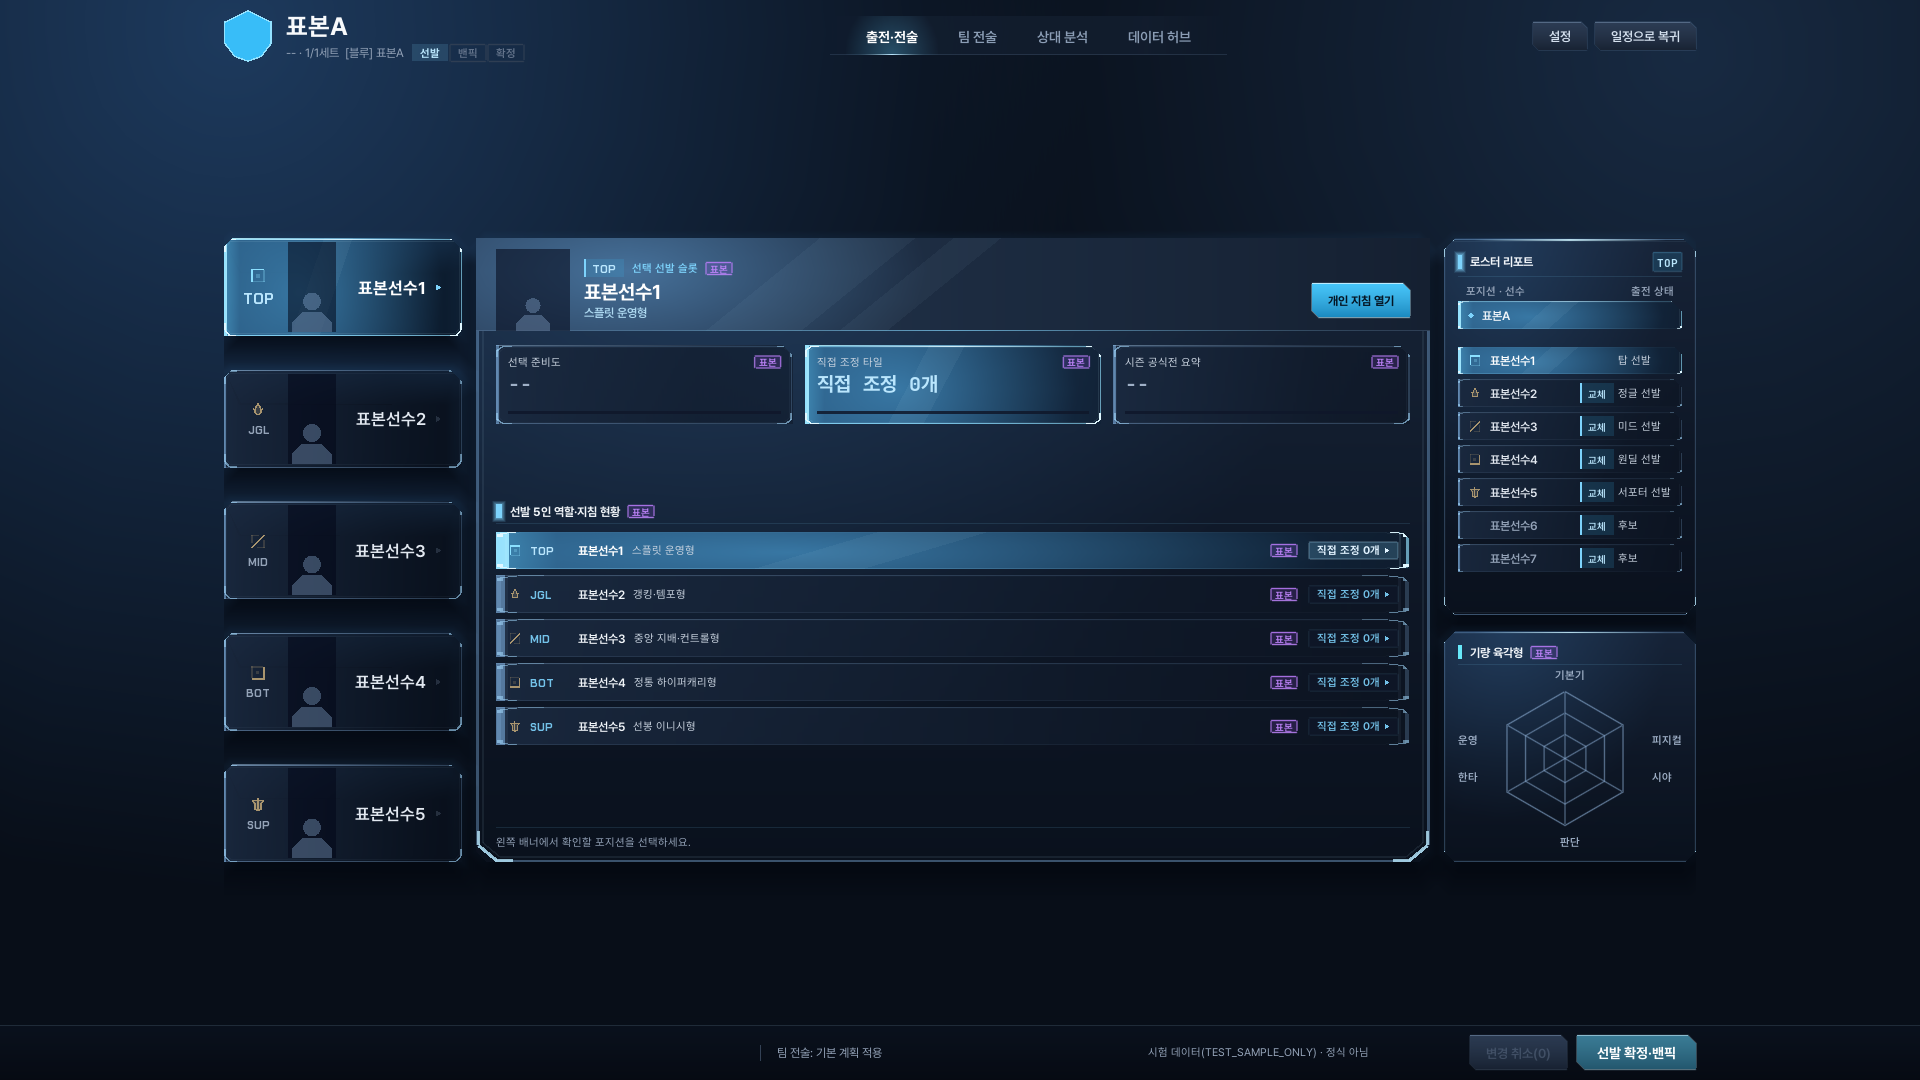 표본A
-- · 1/1세트 [블루] 표본A 선발 밴픽 확정
출전·전술 팀 전술 상대 분석 데이터 허브
설정 일정으로 복귀
TOP
표본선수1
JGL
표본선수2
MID
표본선수3
BOT
표본선수4
SUP
표본선수5
TOP 선택 선발 슬롯 표본
표본선수1
스플릿 운영형
개인 지침 열기
선택 준비도 표본
--
직접 조정 타일 표본
직접 조정 0개
시즌 공식전 요약 표본
--
선발 5인 역할·지침 현황 표본
TOP 표본선수1 스플릿 운영형 표본 직접 조정 0개
JGL 표본선수2 갱킹·템포형 표본 직접 조정 0개
MID 표본선수3 중앙 지배·컨트롤형 표본 직접 조정 0개
BOT 표본선수4 정통 하이퍼캐리형 표본 직접 조정 0개
SUP 표본선수5 선봉 이니시형 표본 직접 조정 0개
왼쪽 배너에서 확인할 포지션을 선택하세요.
로스터 리포트 TOP
포지션 · 선수 출전 상태
표본A
표본선수1 탑 선발
표본선수2 교체 정글 선발
표본선수3 교체 미드 선발
표본선수4 교체 원딜 선발
표본선수5 교체 서포터 선발
표본선수6 교체 후보
표본선수7 교체 후보
기량 육각형 표본
기본기
운영 피지컬
한타 시야
판단
팀 전술: 기본 계획 적용
시험 데이터(TEST_SAMPLE_ONLY) · 정식 아님
변경 취소(0) 선발 확정·밴픽